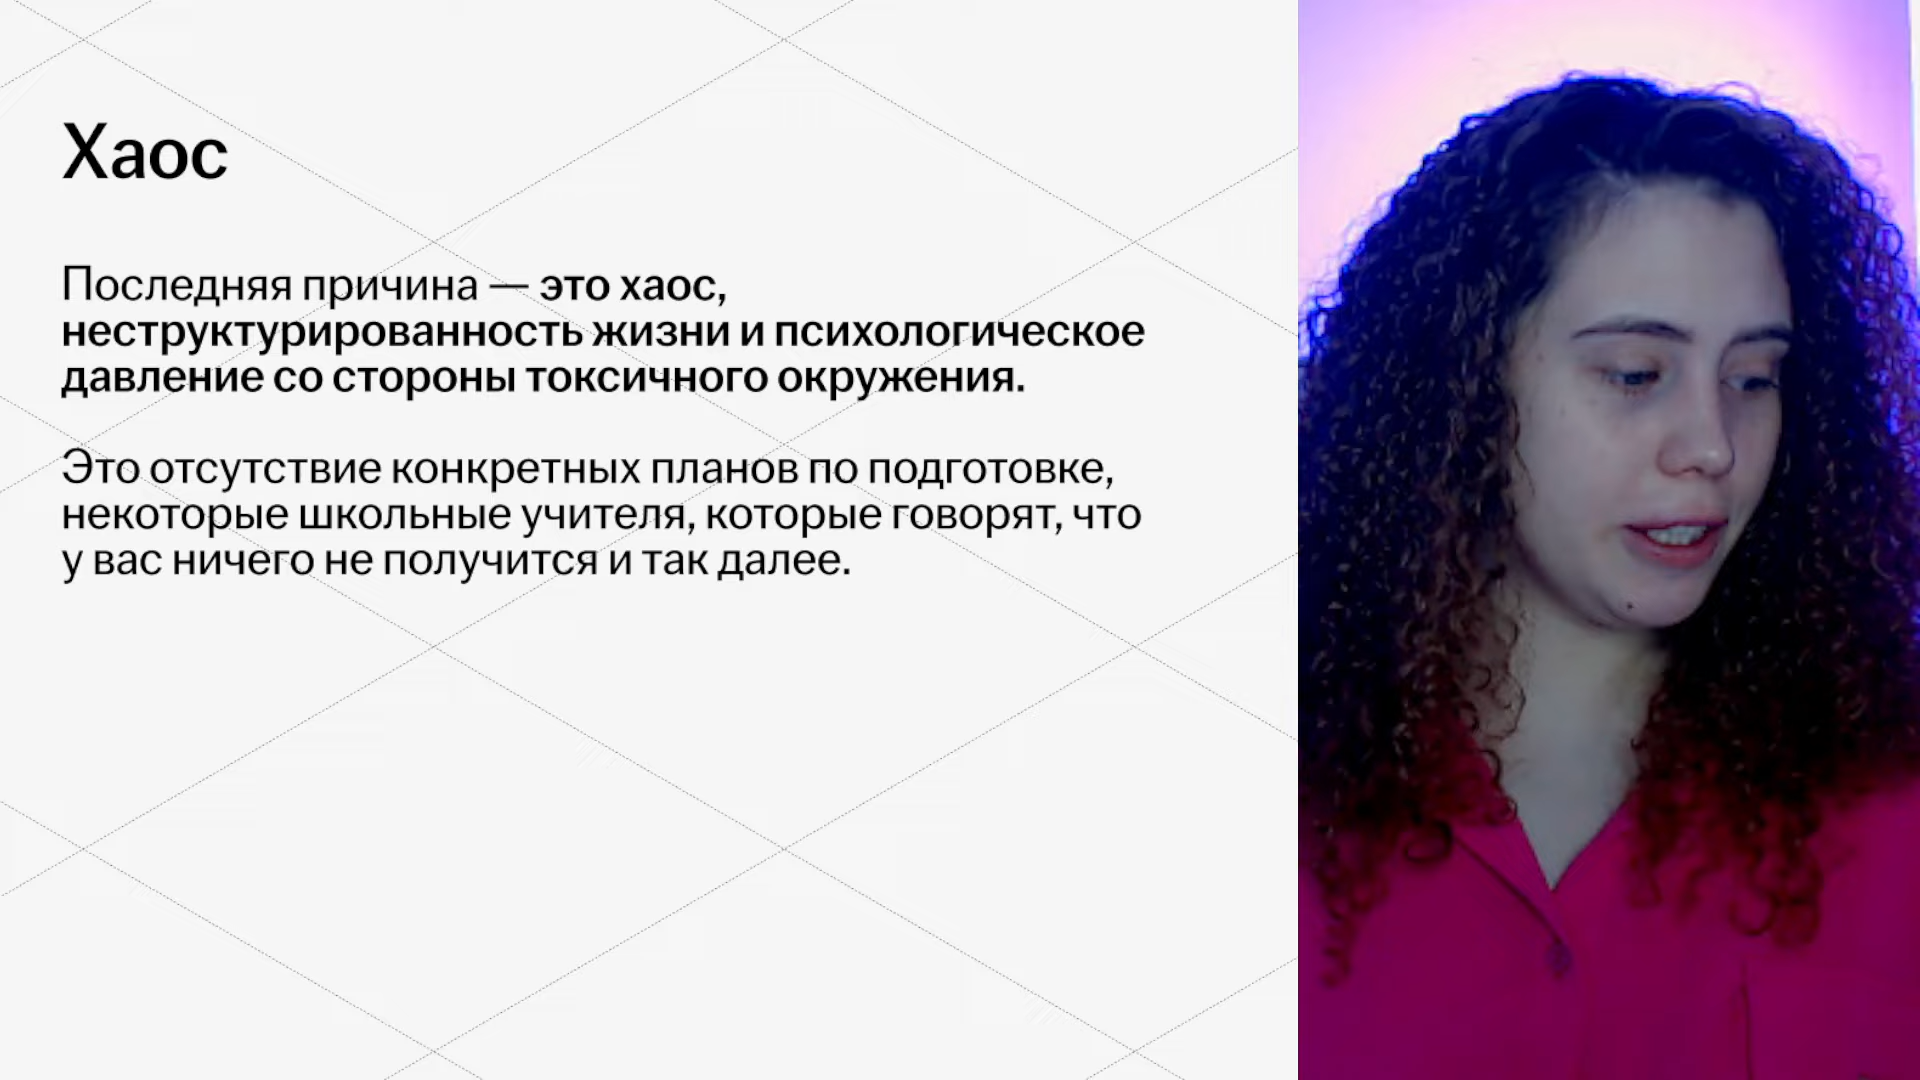 Хаос
Последняя причина — это хаос,
неструктурированность жизни и психологическое
давление со стороны токсичного окружения.
Это отсутствие конкретных планов по подготовке,
некоторые школьные учителя, которые говорят, что
у вас ничего не получится и так далее.